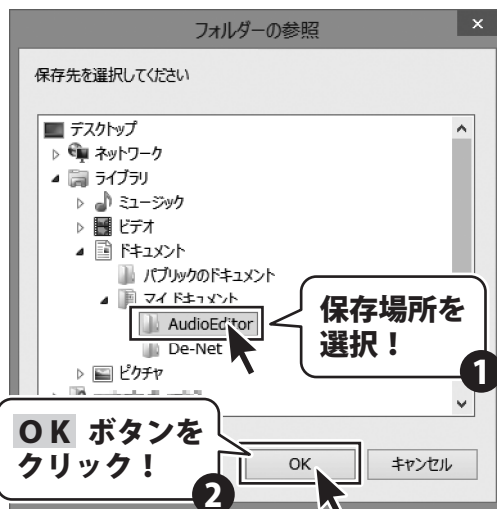 フォルダーの参照
×
保存先を選択してください
デスクトップ
ネットワーク
ライブラリ
ミュージック
ビデオ
ドキュメント
パブリックのドキュメント
マイ ドキュメント
AudioEditor
De-Net
ピクチャ
保存場所を
選択!
1
OK ボタンを
クリック!
2
OK
キャンセル